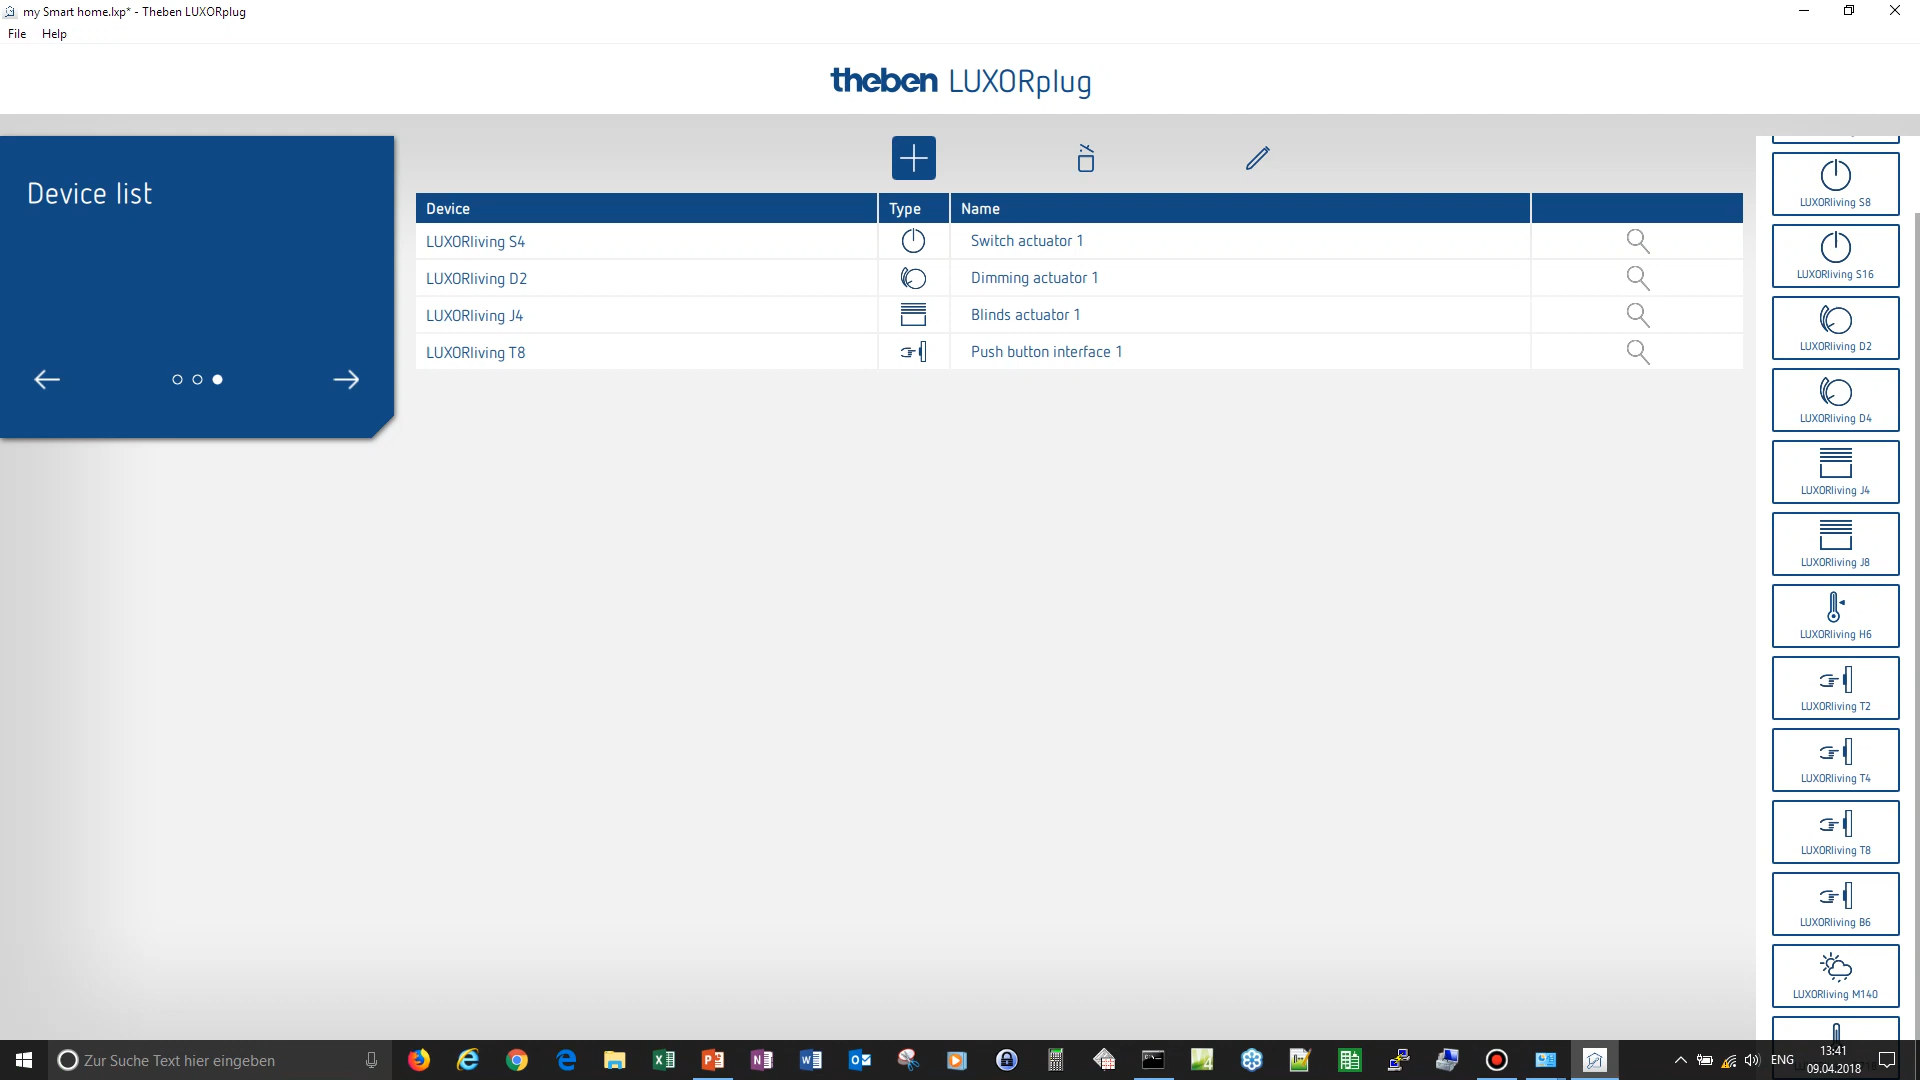 my Smart home.lxp* - Theben LUXORplug
File Help
theben LUXORplug
Device list
Device Type Name
LUXORliving S4 Switch actuator 1
LUXORliving D2 Dimming actuator 1
LUXORliving J4 Blinds actuator 1
LUXORliving T8 Push button interface 1
LUXORliving S8
LUXORliving S16
LUXORliving D2
LUXORliving D4
LUXORliving J4
LUXORliving J8
LUXORliving H6
LUXORliving T2
LUXORliving T4
LUXORliving T8
LUXORliving B6
LUXORliving M140
Zur Suche Text hier eingeben
ENG
13:41
09.04.2018